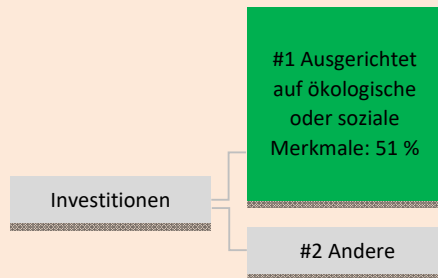 #1 Ausgerichtet
auf ökologische
oder soziale
Merkmale: 51 %
Investitionen
#2 Andere